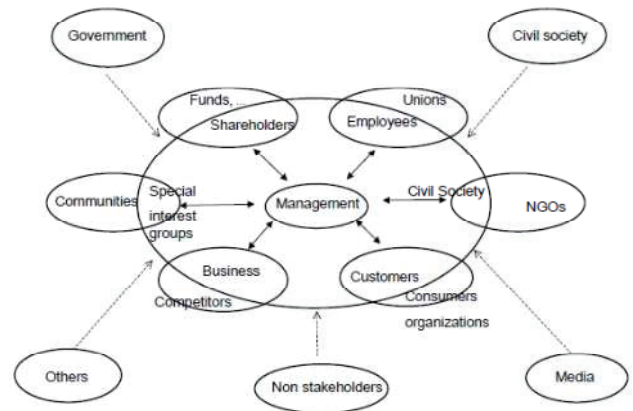 Government
Civil society
Funds, ...
Shareholders
Unions
Employees
Communities
Special
interest
groups
Management
Civil Society
NGOs
Business
Competitors
Customers
Consumers
organizations
Others
Non stakeholders
Media